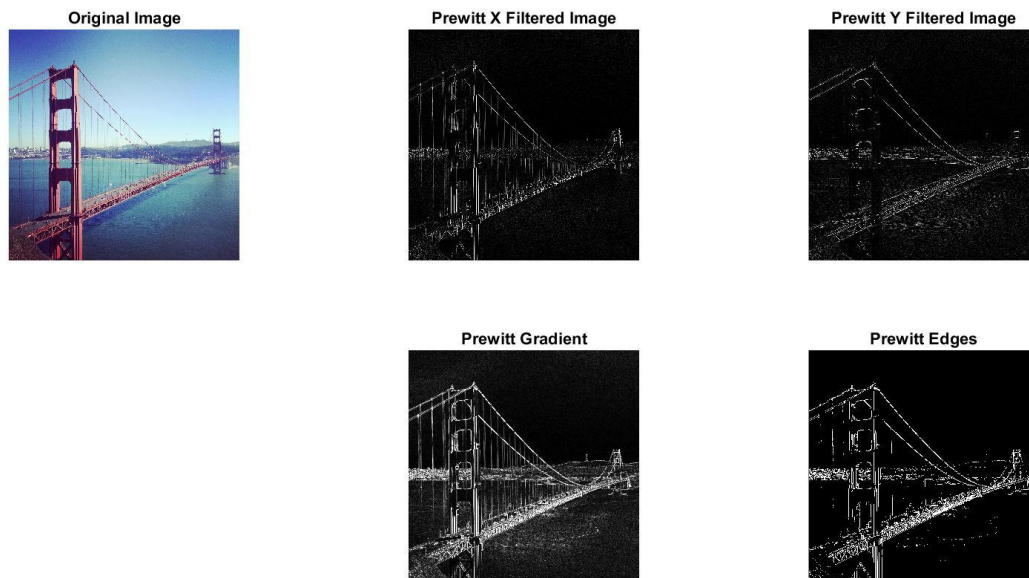 Original Image
Prewitt X Filtered Image
Prewitt Y Filtered Image
Prewitt Gradient
Prewitt Edges